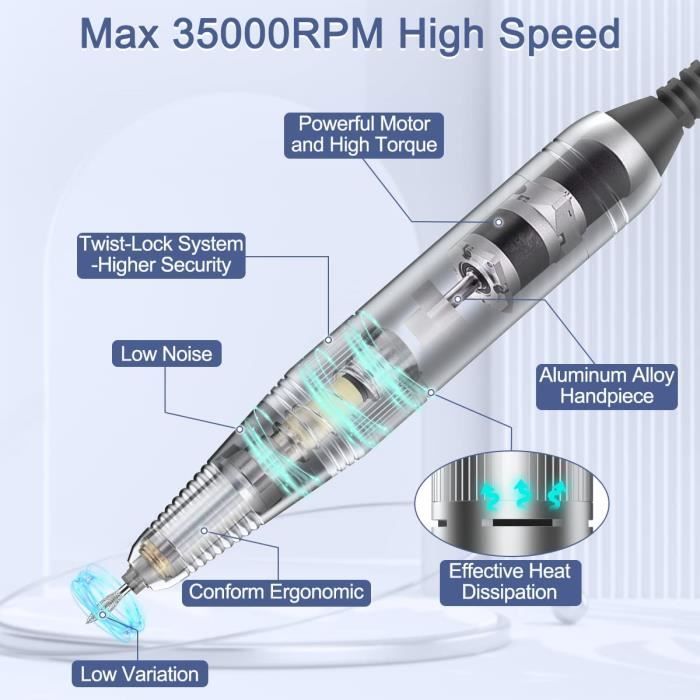 Max 35000RPM High Speed
Powerful Motor
and High Torque
Twist-Lock System
-Higher Security
Low Noise
Aluminum Alloy
Handpiece
Effective Heat
Dissipation
Conform Ergonomic
Low Variation